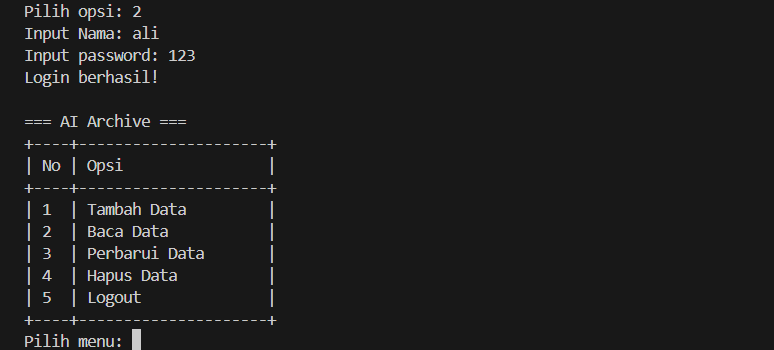 Pilih opsi: 2
Input Nama: ali
Input password: 123
Login berhasil!
=== AI Archive ===
+----+---------------------+
| No | Opsi                |
+----+---------------------+
| 1  | Tambah Data         |
| 2  | Baca Data           |
| 3  | Perbarui Data       |
| 4  | Hapus Data          |
| 5  | Logout              |
+----+---------------------+
Pilih menu: